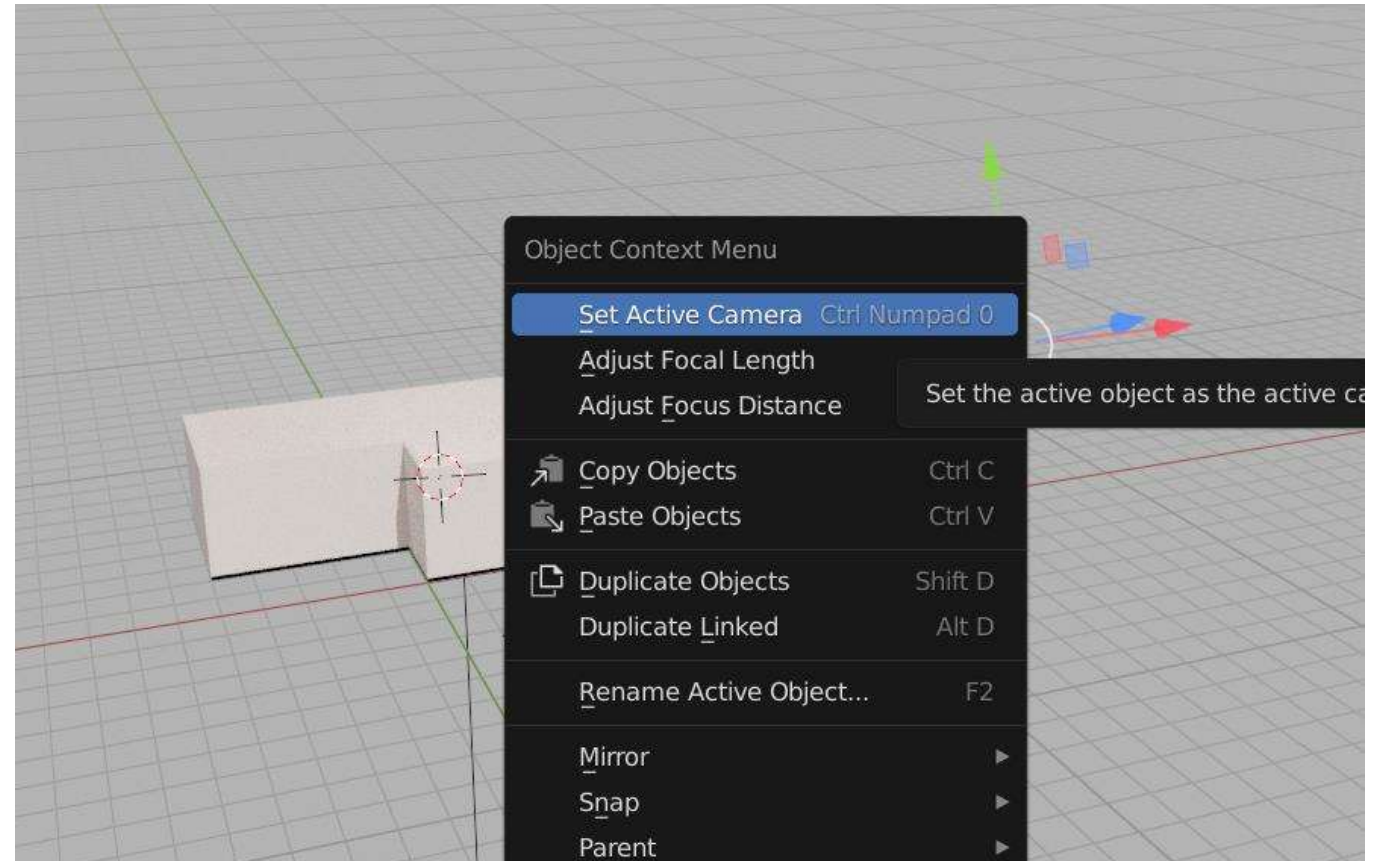 Object Context Menu
Set Active Camera Ctrl Numpad 0
Adjust Focal Length
Set the active object as the active ca
Adjust Focus Distance
Copy Objects Ctrl C
Paste Objects Ctrl V
Duplicate Objects Shift D
Duplicate Linked Alt D
Rename Active Object... F2
Mirror
Snap
Parent